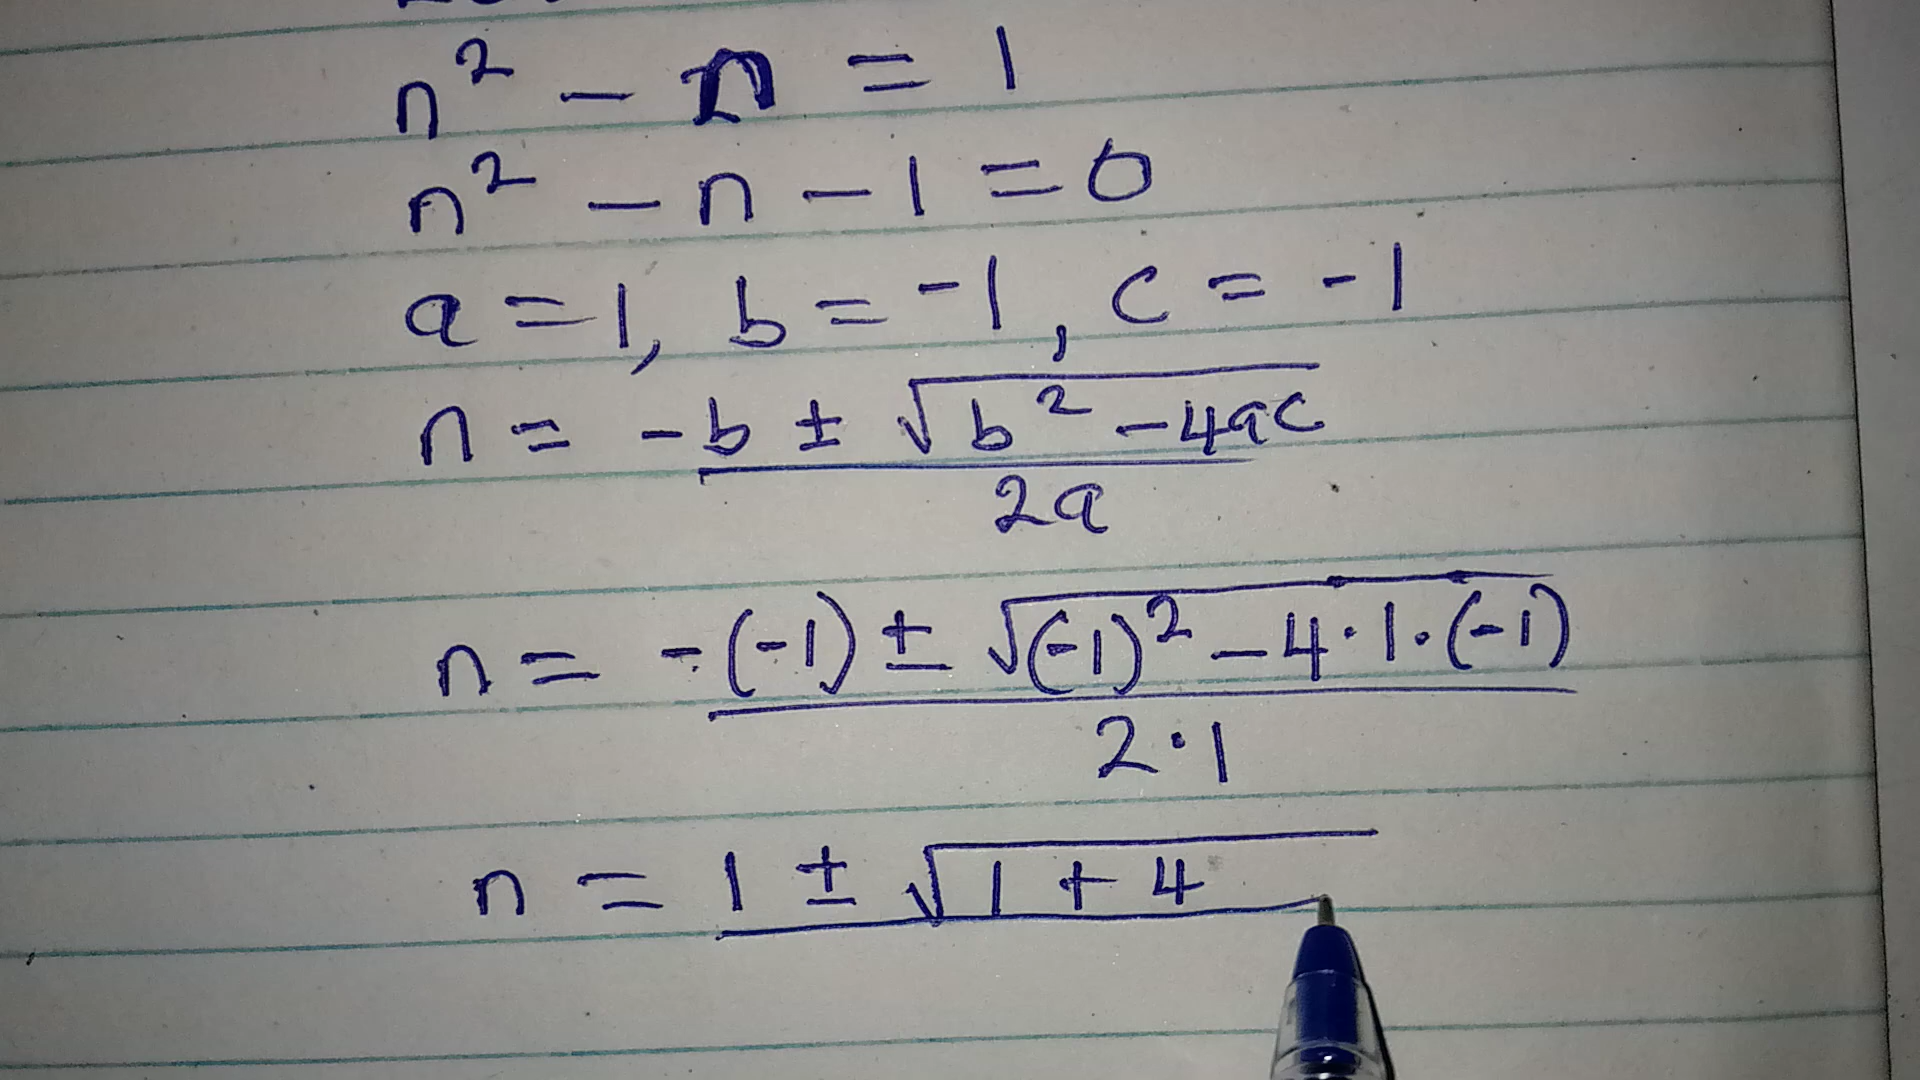 n² - n = 1
n² - n - 1 = 0
a = 1, b = -1, c = -1
n = -b ± √b² - 4ac
2a
n = -(-1) ± √(-1)² - 4·1·(-1)
2·1
n = 1 ± √1 + 4